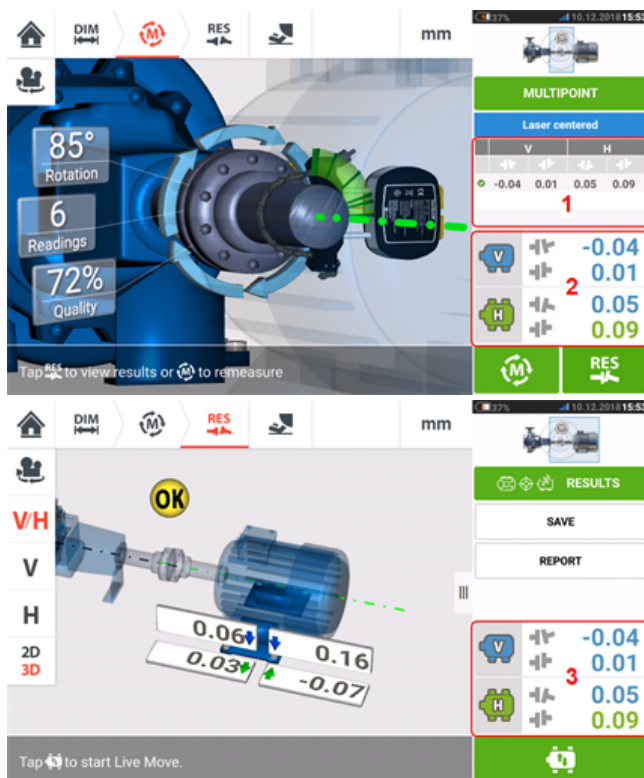 DIM
M
RES
mm
37%
10.12.2018 15:53
MULTIPOINT
Laser centered
V H
-0.04 0.01 0.05 0.09
1
85°
Rotation
6
Readings
72%
Quality
V
-0.04
0.01
2
H
0.05
0.09
Tap RES to view results or M to remeasure
M
RES
DIM
M
RES
mm
37%
10.12.2018 15:53
RESULTS
SAVE
REPORT
OK
V/H
V
H
2D
3D
0.06
0.16
0.03
-0.07
V
-0.04
0.01
3
H
0.05
0.09
Tap to start Live Move.